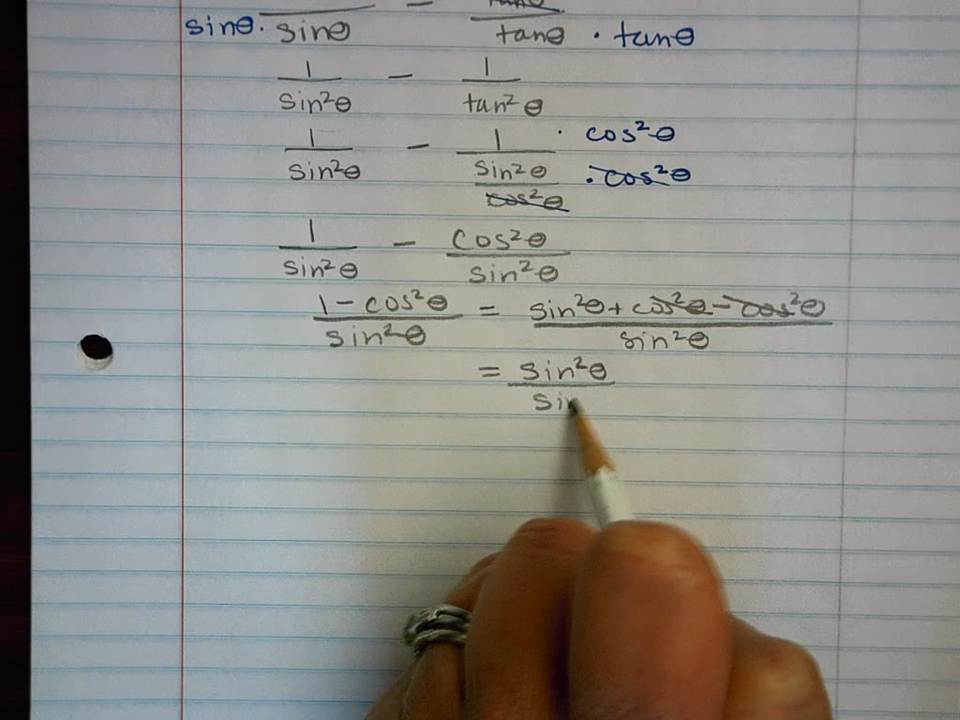 sinθ · sinθ − tanθ · tanθ
1/sin²θ − 1/tan²θ
1/sin²θ − 1/(sin²θ/cos²θ) · cos²θ/· cos²θ
1/sin²θ − cos²θ/sin²θ
(1 − cos²θ)/sin²θ = (sin²θ + cos²θ − cos²θ)/sin²θ
= sin²θ/sin